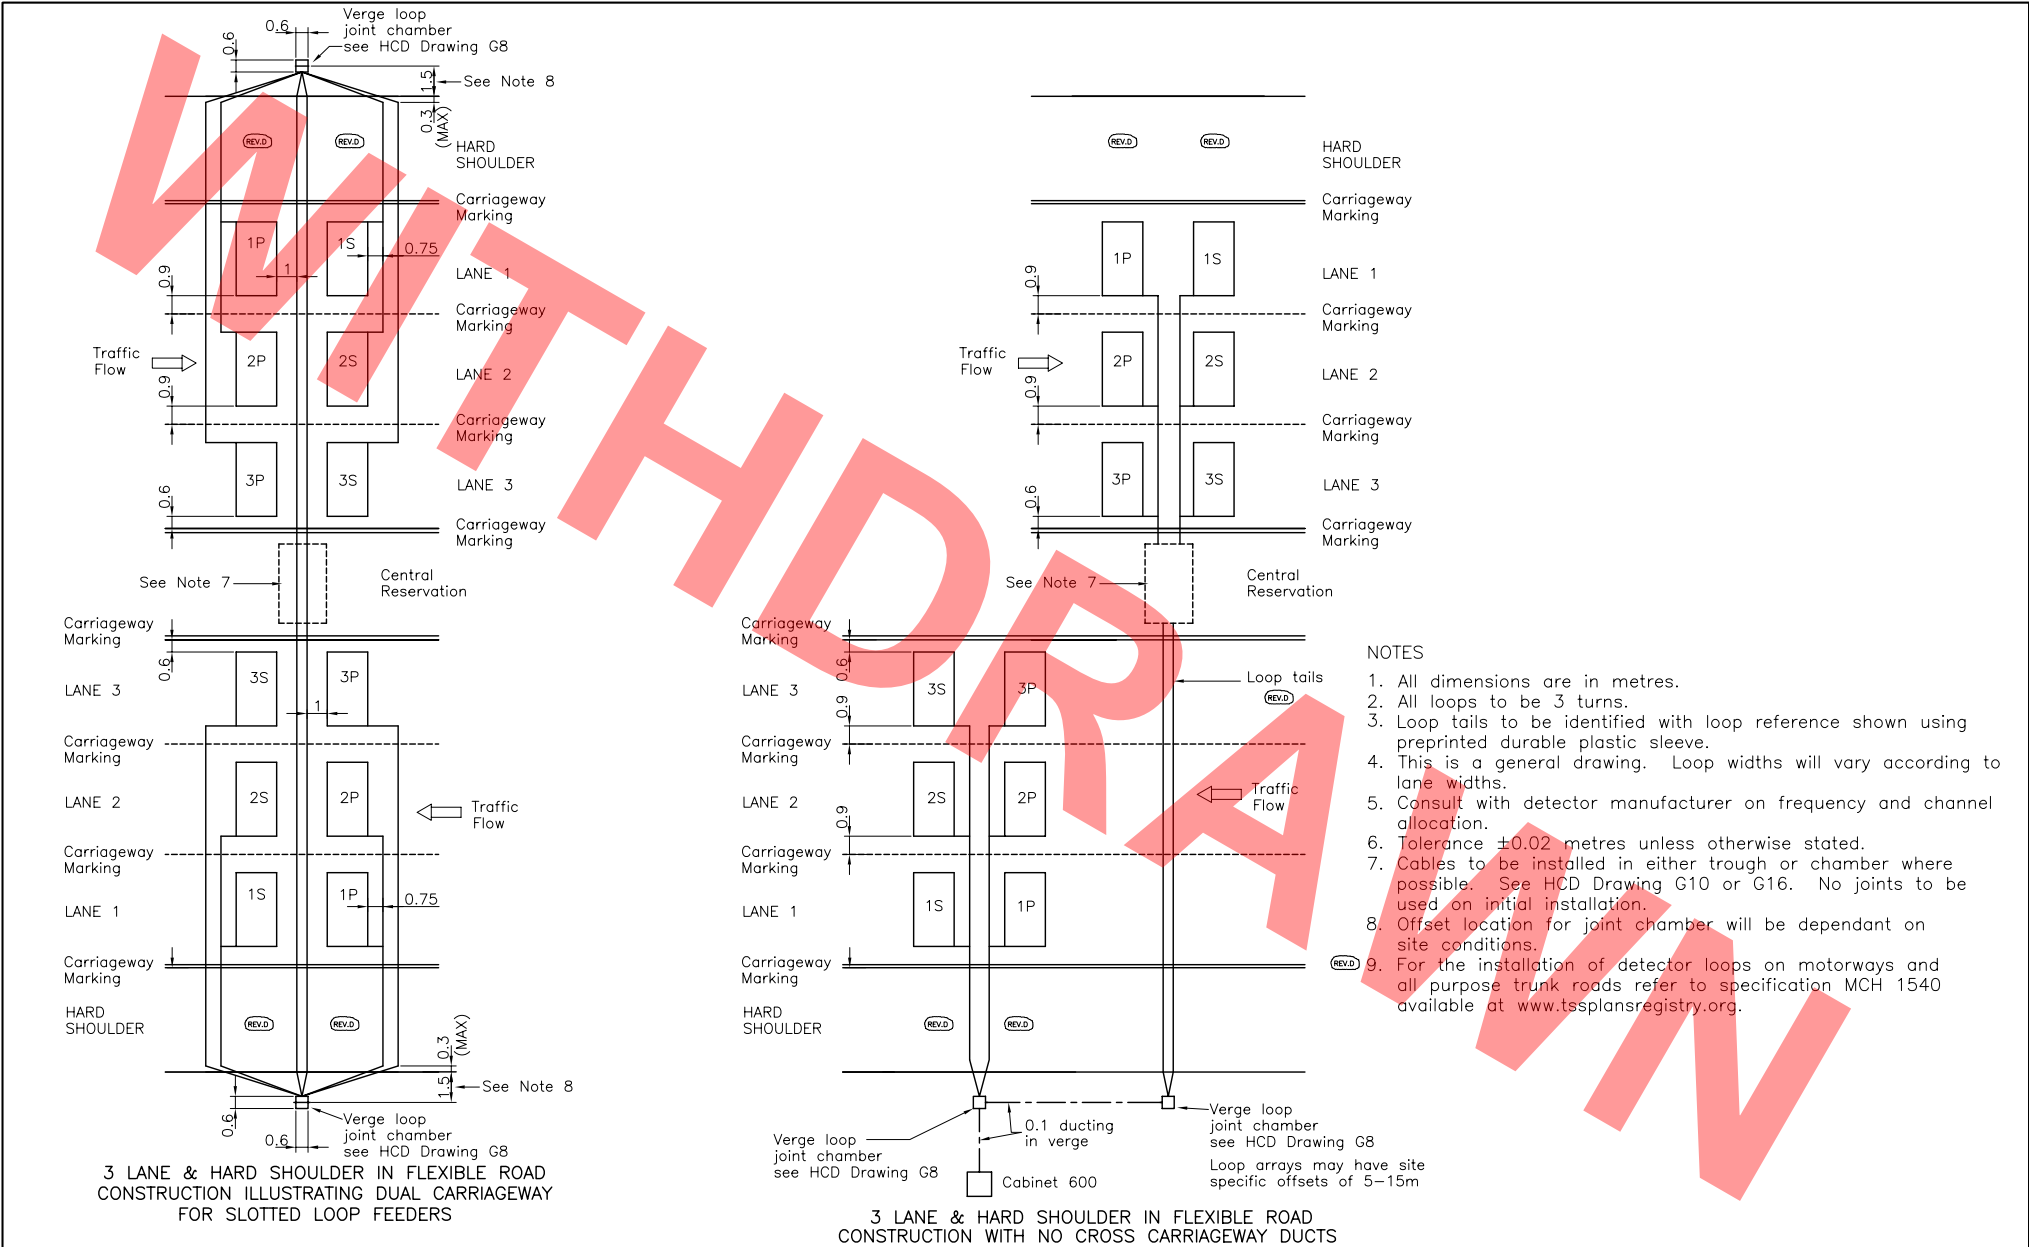 0.6
Verge loop
joint chamber
see HCD Drawing G8
0.6
1.5
See Note 8
0.3
(MAX)
REV.D
REV.D
HARD
SHOULDER
Carriageway
Marking
1P
1S
0.75
1
LANE 1
0.9
Carriageway
Marking
Traffic
Flow
2P
2S
LANE 2
0.9
Carriageway
Marking
3P
3S
LANE 3
0.6
Carriageway
Marking
See Note 7
Central
Reservation
Carriageway
Marking
0.6
3S
3P
LANE 3
1
Carriageway
Marking
LANE 2
2S
2P
Traffic
Flow
Carriageway
Marking
1S
1P
0.75
LANE 1
Carriageway
Marking
HARD
SHOULDER
REV.D
REV.D
0.3
(MAX)
1.5
See Note 8
0.6
0.6
Verge loop
joint chamber
see HCD Drawing G8
3 LANE & HARD SHOULDER IN FLEXIBLE ROAD
CONSTRUCTION ILLUSTRATING DUAL CARRIAGEWAY
FOR SLOTTED LOOP FEEDERS
REV.D
REV.D
HARD
SHOULDER
Carriageway
Marking
1P
1S
LANE 1
0.9
Carriageway
Marking
Traffic
Flow
2P
2S
LANE 2
0.9
Carriageway
Marking
3P
3S
LANE 3
0.6
Carriageway
Marking
See Note 7
Central
Reservation
Carriageway
Marking
0.6
LANE 3
3S
3P
Loop tails
REV.D
0.9
Carriageway
Marking
LANE 2
2S
2P
Traffic
Flow
0.9
Carriageway
Marking
LANE 1
1S
1P
Carriageway
Marking
HARD
SHOULDER
REV.D
REV.D
Verge loop
joint chamber
see HCD Drawing G8
0.1 ducting
in verge
Cabinet 600
Verge loop
joint chamber
see HCD Drawing G8
Loop arrays may have site
specific offsets of 5-15m
3 LANE & HARD SHOULDER IN FLEXIBLE ROAD
CONSTRUCTION WITH NO CROSS CARRIAGEWAY DUCTS
NOTES
1. All dimensions are in metres.
2. All loops to be 3 turns.
3. Loop tails to be identified with loop reference shown using
preprinted durable plastic sleeve.
4. This is a general drawing. Loop widths will vary according to
lane widths.
5. Consult with detector manufacturer on frequency and channel
allocation.
6. Tolerance ±0.02 metres unless otherwise stated.
7. Cables to be installed in either trough or chamber where
possible. See HCD Drawing G10 or G16. No joints to be
used on initial installation.
8. Offset location for joint chamber will be dependant on
site conditions.
REV.D 9. For the installation of detector loops on motorways and
all purpose trunk roads refer to specification MCH 1540
available at www.tssplansregistry.org.
WITHDRAWN